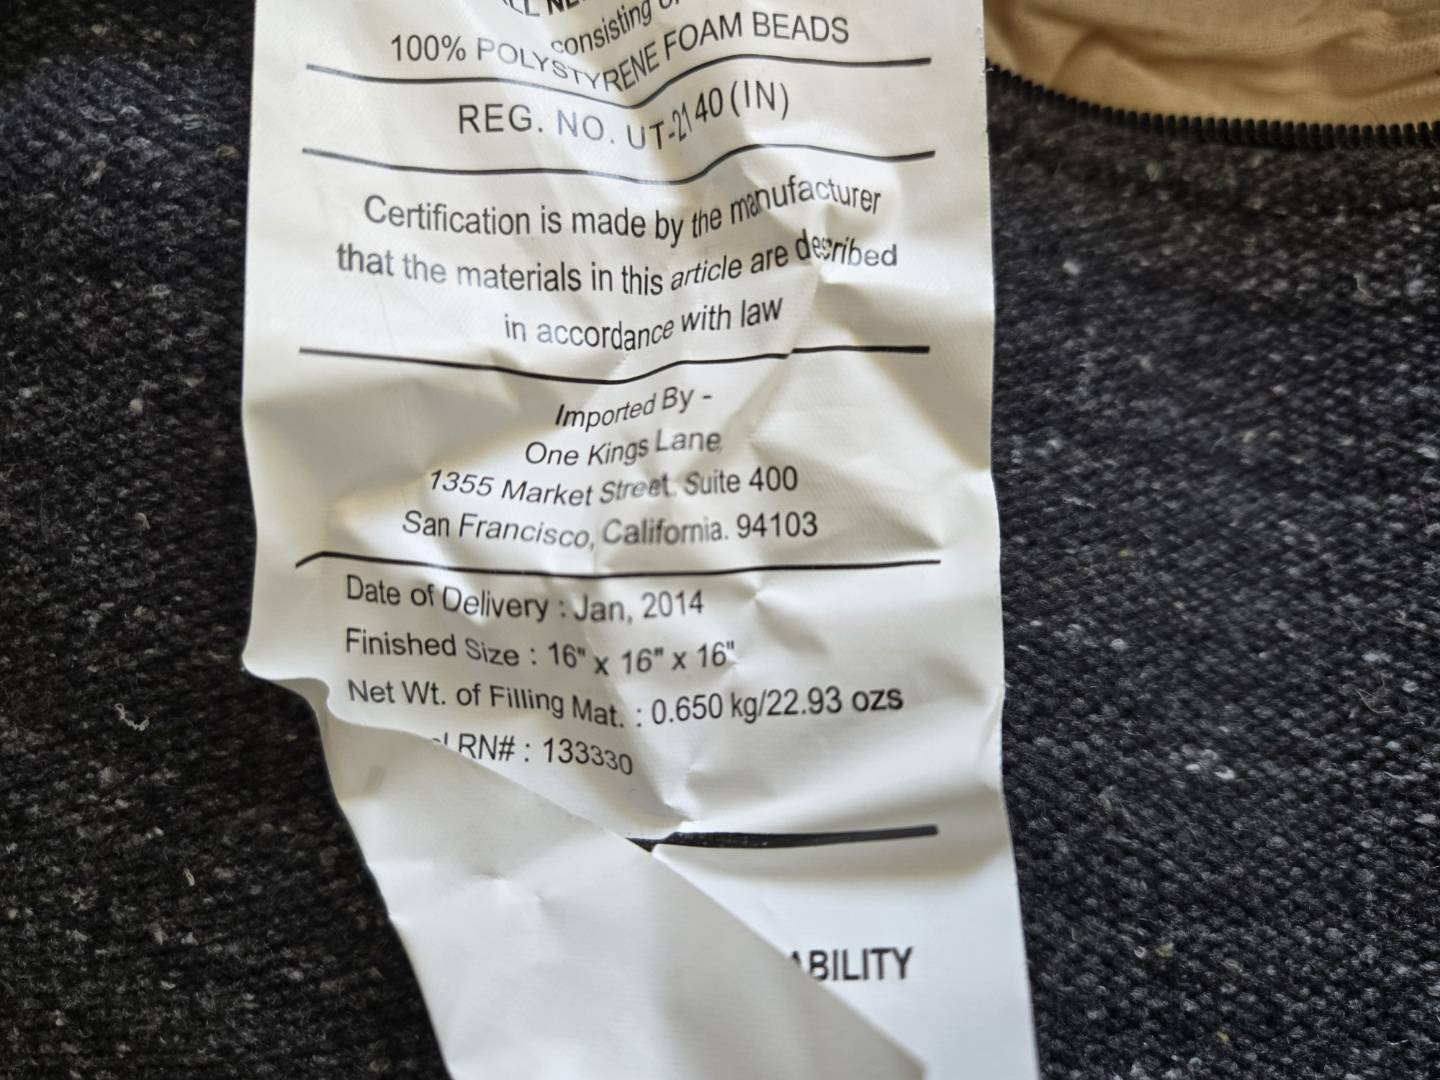 consisting
100% POLYSTYRENE FOAM BEADS
REG. NO. UT-2140 (IN)
Certification is made by the manufacturer
that the materials in this article are described
in accordance with law
Imported By -
One Kings Lane
1355 Market Street. Suite 400
San Francisco, California. 94103
Date of Delivery : Jan, 2014
Finished Size : 16" x 16" x 16"
Net Wt. of Filling Mat. : 0.650 kg/22.93 ozs
RN# : 133330
ABILITY